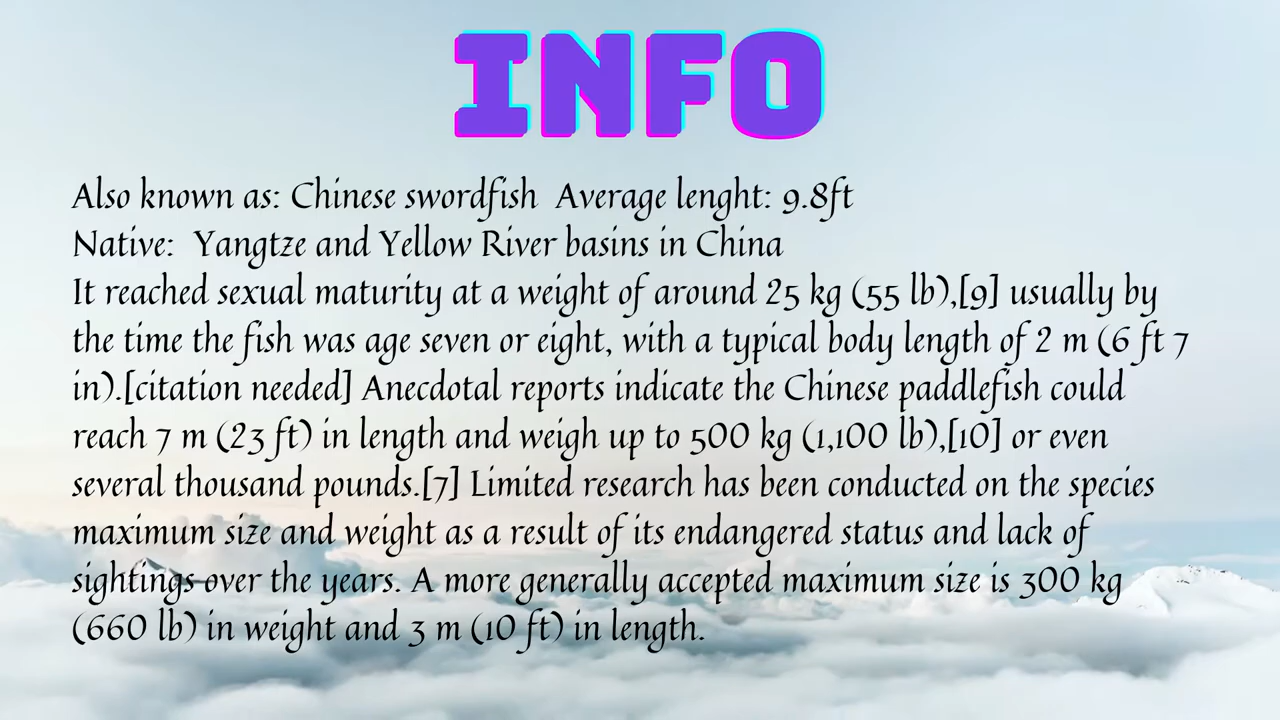 INFO
Also known as: Chinese swordfish  Average lenght: 9.8ft
Native:  Yangtze and Yellow River basins in China
It reached sexual maturity at a weight of around 25 kg (55 lb),[9] usually by
the time the fish was age seven or eight, with a typical body length of 2 m (6 ft 7
in).[citation needed] Anecdotal reports indicate the Chinese paddlefish could
reach 7 m (23 ft) in length and weigh up to 500 kg (1,100 lb),[10] or even
several thousand pounds.[7] Limited research has been conducted on the species
maximum size and weight as a result of its endangered status and lack of
sightings over the years. A more generally accepted maximum size is 300 kg
(660 lb) in weight and 3 m (10 ft) in length.